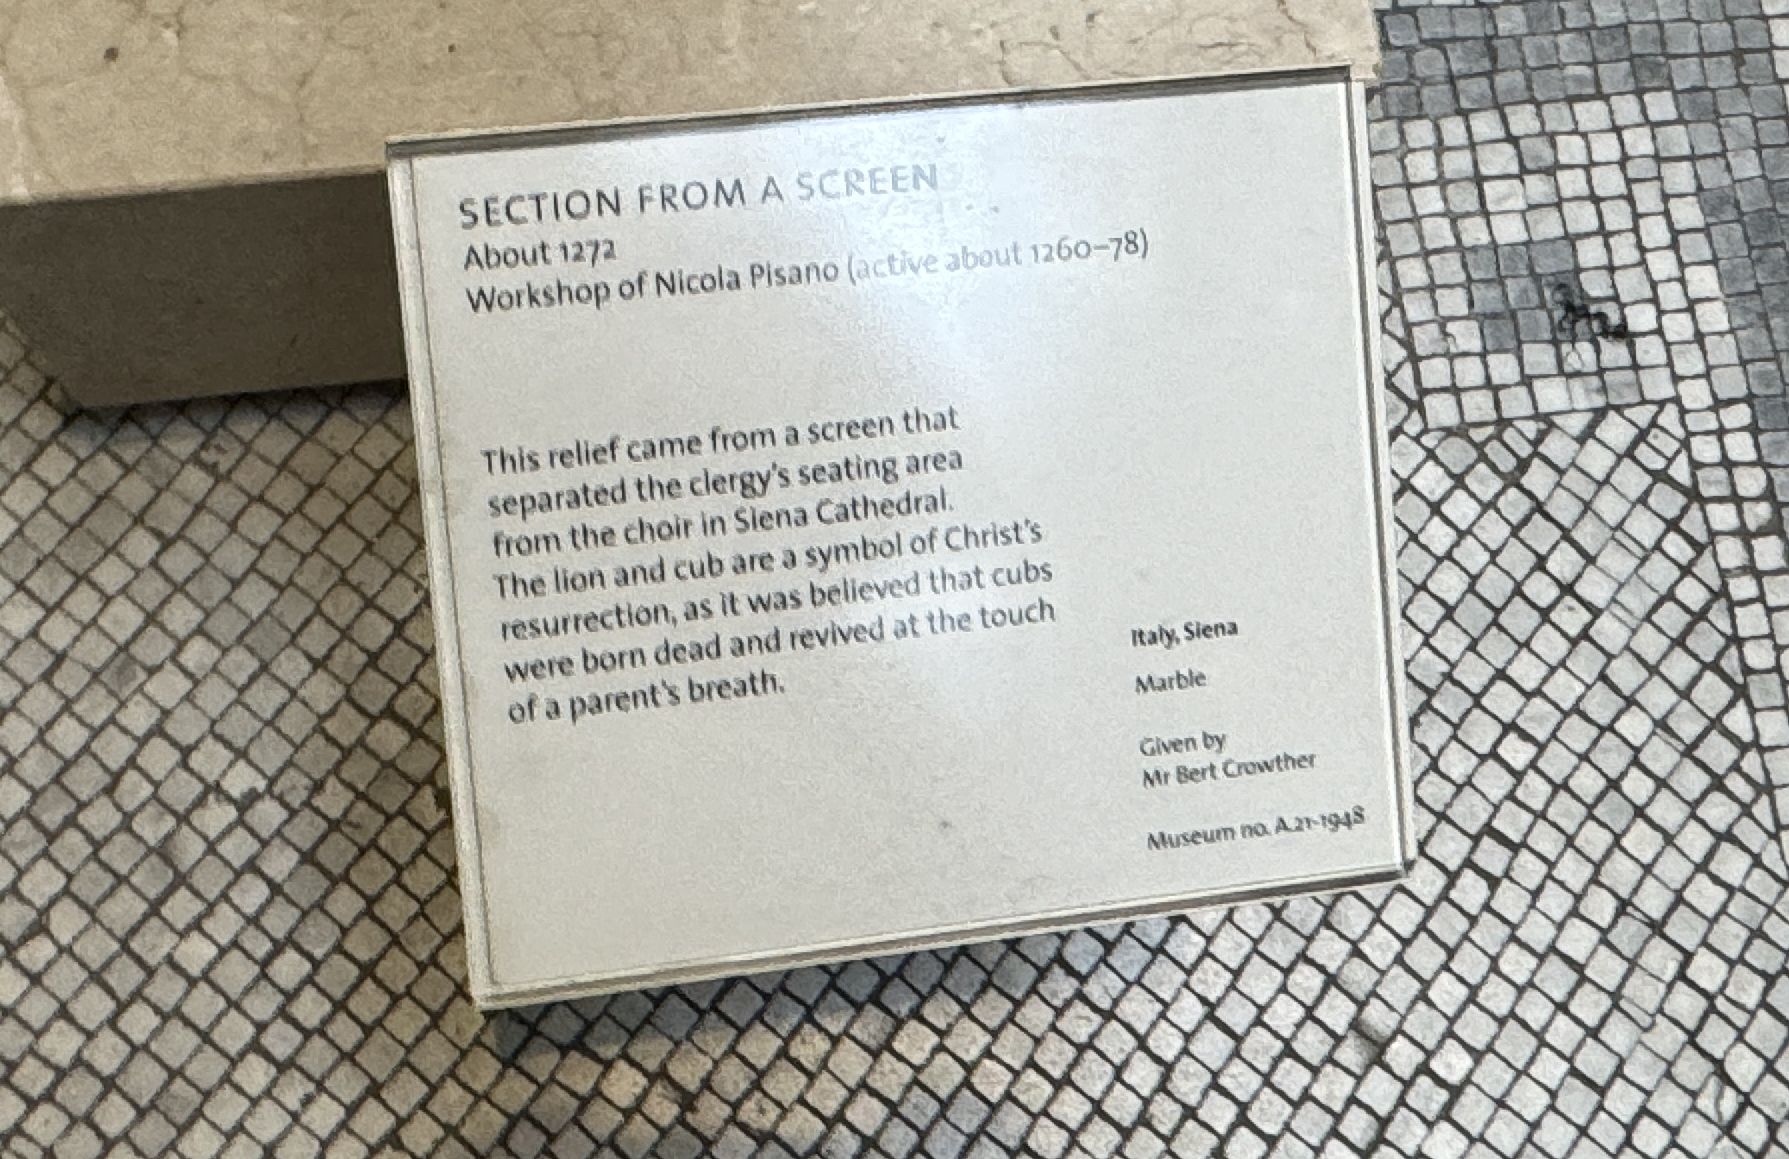 SECTION FROM A SCREEN
About 1272
Workshop of Nicola Pisano (active about 1260–78)
This relief came from a screen that
separated the clergy's seating area
from the choir in Siena Cathedral.
The lion and cub are a symbol of Christ's
resurrection, as it was believed that cubs
were born dead and revived at the touch
of a parent's breath.
Italy, Siena
Marble
Given by
Mr Bert Crowther
Museum no. A.21-1948